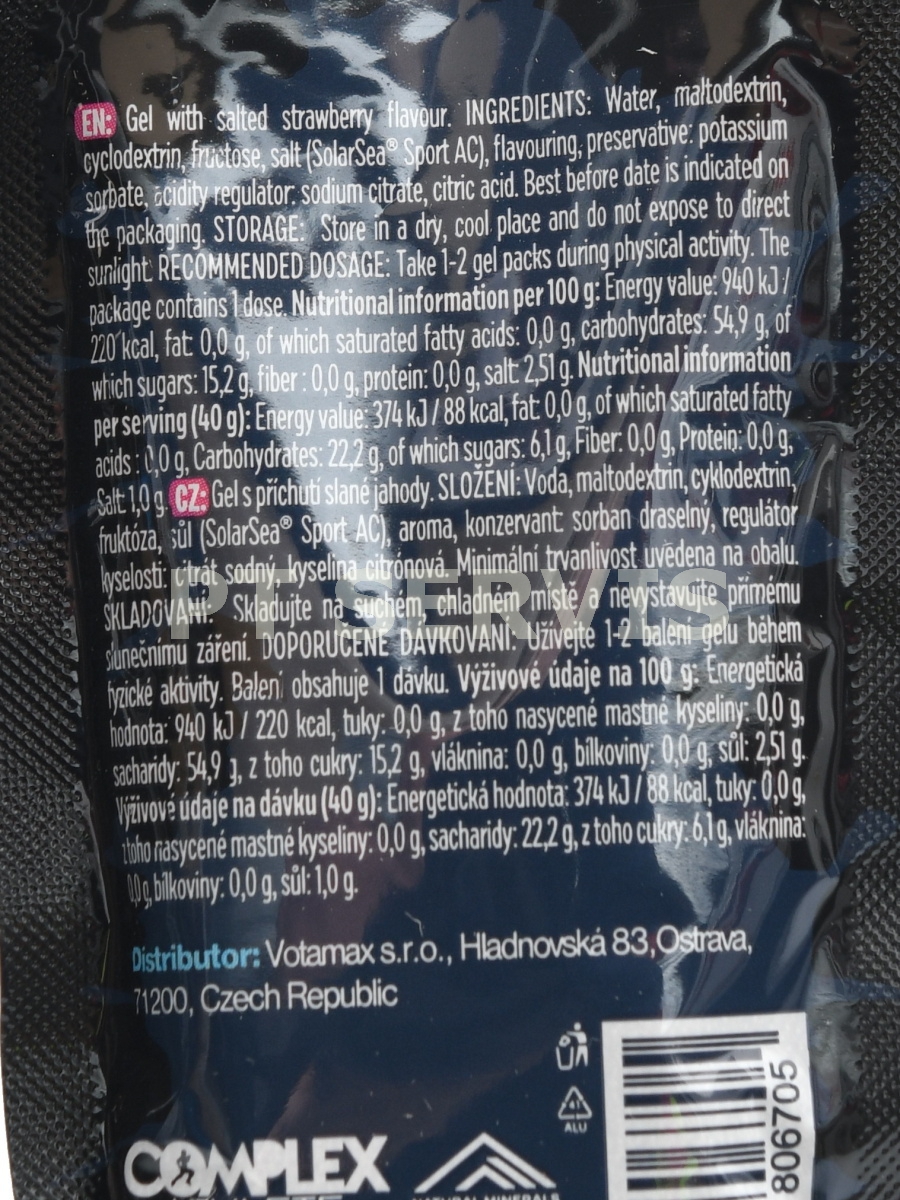 EN: Gel with salted strawberry flavour. INGREDIENTS: Water, maltodextrin,
cyclodextrin, fructose, salt (SolarSea® Sport AC), flavouring, preservative: potassium
sorbate, acidity regulator: sodium citrate, citric acid. Best before date is indicated on
the packaging. STORAGE: Store in a dry, cool place and do not expose to direct
sunlight. RECOMMENDED DOSAGE: Take 1-2 gel packs during physical activity. The
package contains 1 dose. Nutritional information per 100 g: Energy value: 940 kJ /
220 kcal, fat: 0,0 g, of which saturated fatty acids: 0,0 g, carbohydrates: 54,9 g, of
which sugars: 15,2 g, fiber : 0,0 g, protein: 0,0 g, salt: 2,51 g. Nutritional information
per serving (40 g): Energy value: 374 kJ / 88 kcal, fat: 0,0 g, of which saturated fatty
acids : 0,0 g, Carbohydrates: 22,2 g, of which sugars: 6,1 g, Fiber: 0,0 g, Protein: 0,0 g,
Salt: 1,0 g. CZ: Gel s příchutí slané jahody. SLOŽENÍ: Voda, maltodextrin, cyklodextrin,
fruktóza, sůl (SolarSea® Sport AC), aroma, konzervant: sorban draselný, regulátor
kyselosti: citrát sodný, kyselina citronová. Minimální trvanlivost uvedena na obalu.
SKLADOVÁNÍ: Skladujte na suchém, chladném místě a nevystavujte přímému
slunečnímu záření. DOPORUČENÉ DÁVKOVÁNÍ: Užívejte 1-2 balení gelu během
fyzické aktivity. Balení obsahuje 1 dávku. Výživové údaje na 100 g: Energetická
hodnota: 940 kJ / 220 kcal, tuky: 0,0 g, z toho nasycené mastné kyseliny: 0,0 g,
sacharidy: 54,9 g, z toho cukry: 15,2 g, vláknina: 0,0 g, bílkoviny: 0,0 g, sůl: 2,51 g.
Výživové údaje na dávku (40 g): Energetická hodnota: 374 kJ / 88 kcal, tuky: 0,0 g,
z toho nasycené mastné kyseliny: 0,0 g, sacharidy: 22,2 g, z toho cukry: 6,1 g, vláknina:
0,0 g, bílkoviny: 0,0 g, sůl: 1,0 g.
PT SERVIS
Distributor: Votamax s.r.o., Hladnovská 83, Ostrava,
71200, Czech Republic
41
ALU
806705
COMPLEX
NATURAL MINERALS